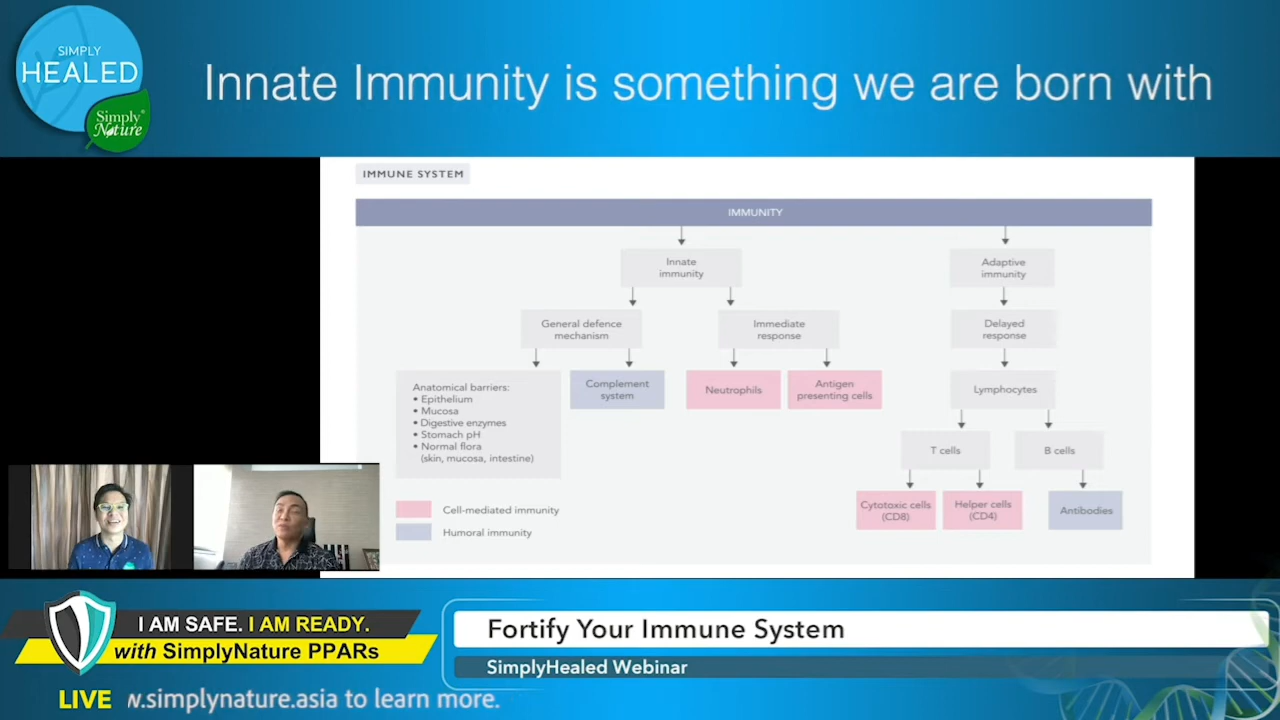 SIMPLY
HEALED
Simply
Nature
Innate Immunity is something we are born with
IMMUNE SYSTEM
IMMUNITY
Innate
immunity
Adaptive
immunity
General defence
mechanism
Immediate
response
Delayed
response
Anatomical barriers:
• Epithelium
• Mucosa
• Digestive enzymes
• Stomach pH
• Normal flora
(skin, mucosa, intestine)
Complement
system
Neutrophils
Antigen
presenting cells
Lymphocytes
T cells
B cells
Cytotoxic cells
(CD8)
Helper cells
(CD4)
Antibodies
Cell-mediated immunity
Humoral immunity
I AM SAFE. I AM READY.
with SimplyNature PPARs
Fortify Your Immune System
SimplyHealed Webinar
LIVE w.simplynature.asia to learn more.